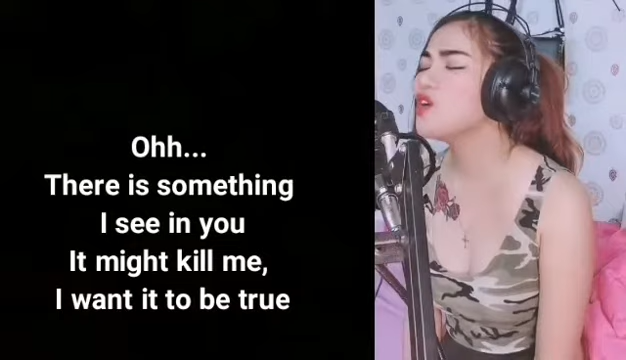 Ohh...
There is something
I see in you
It might kill me,
I want it to be true